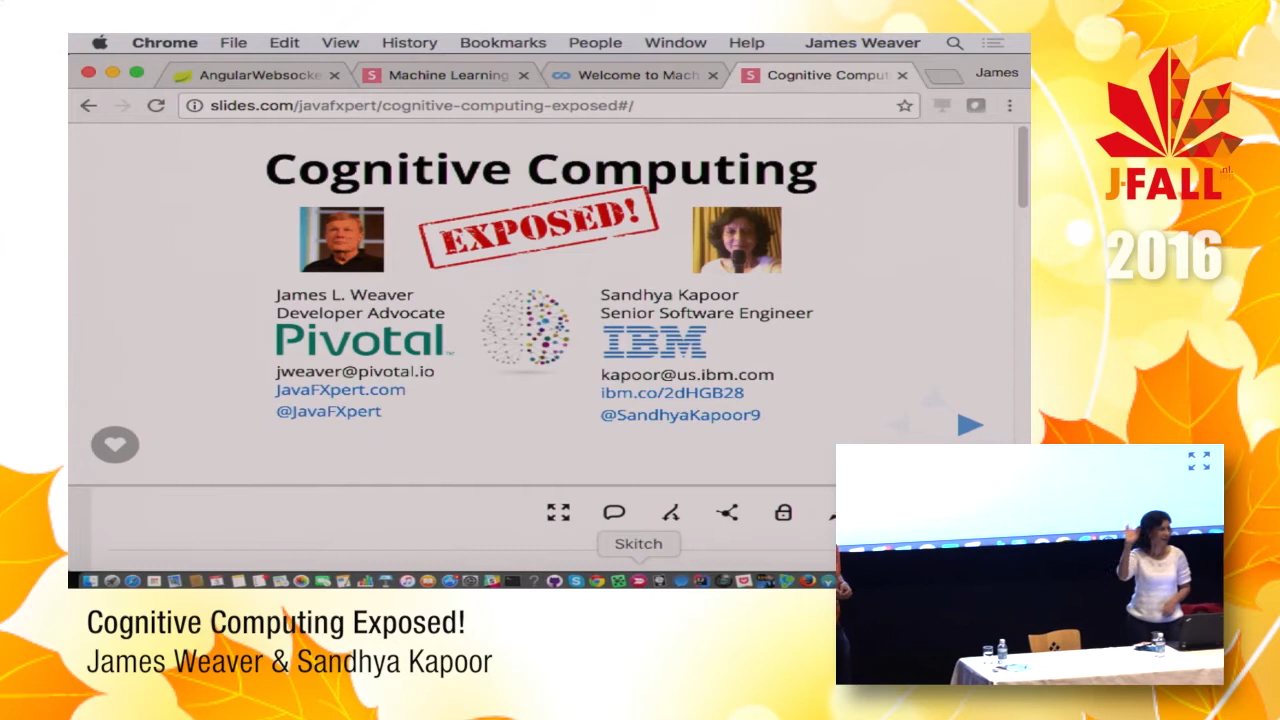 Chrome File Edit View History Bookmarks People Window Help James Weaver
AngularWebsocke × Machine Learning × Welcome to Mach × Cognitive Comput × James
slides.com/javafxpert/cognitive-computing-exposed#/
Cognitive Computing
EXPOSED!
James L. Weaver
Developer Advocate
Pivotal™
jweaver@pivotal.io
JavaFXpert.com
@JavaFXpert
Sandhya Kapoor
Senior Software Engineer
IBM
kapoor@us.ibm.com
ibm.co/2dHGB28
@SandhyaKapoor9
Skitch
J-FALL.nl
2016
Cognitive Computing Exposed!
James Weaver & Sandhya Kapoor